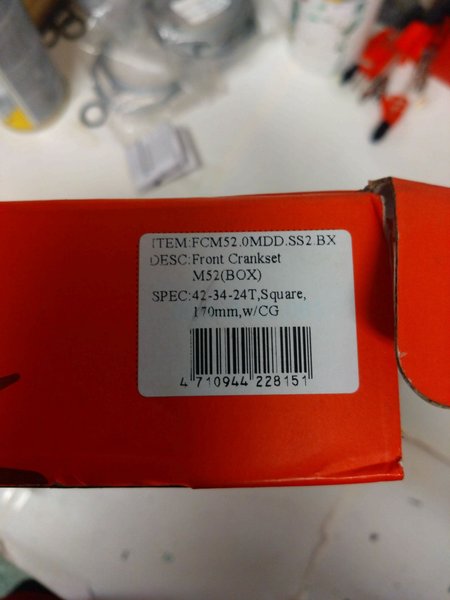 ITEM:FCM52.0MDD.SS2.BX
DESC:Front Crankset
M52(BOX)
SPEC:42-34-24T,Square,
170mm,w/CG
4 710944 228151